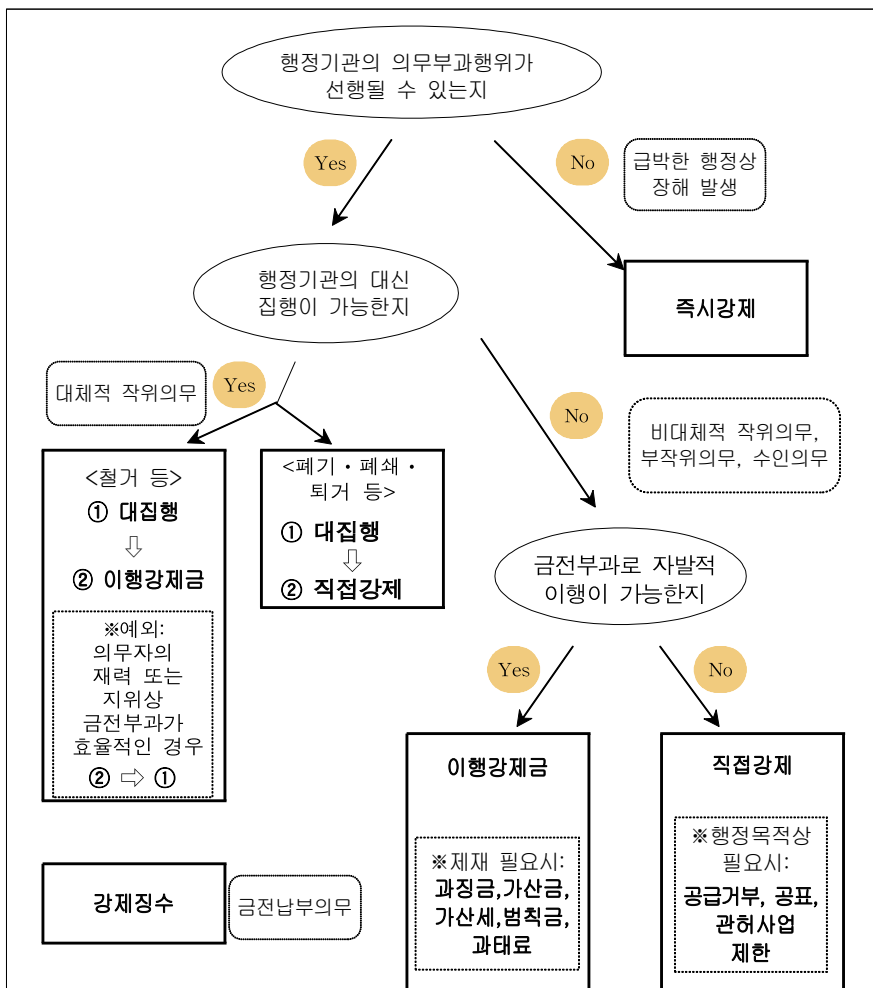 행정기관의 의무부과행위가
선행될 수 있는지
Yes
No
급박한 행정상
장해 발생
행정기관의 대신
집행이 가능한지
즉시강제
대체적 작위의무
Yes
No
비대체적 작위의무,
부작위의무, 수인의무
<철거 등>
① 대집행
⇩
② 이행강제금
※예외:
의무자의
재력 또는
지위상
금전부과가
효율적인 경우
② ⇨ ①
<폐기・폐쇄・
퇴거 등>
① 대집행
⇩
② 직접강제
금전부과로 자발적
이행이 가능한지
Yes
No
이행강제금
※제재 필요시:
과징금,가산금,
가산세,범칙금,
과태료
직접강제
※행정목적상
필요시:
공급거부, 공표,
관허사업
제한
강제징수
금전납부의무